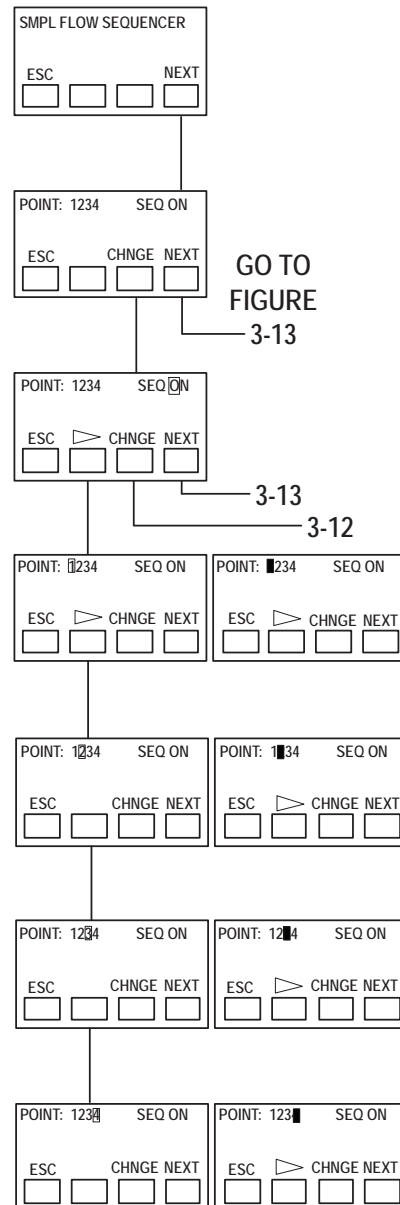 SMPL FLOW SEQUENCER
ESC NEXT
POINT: 1234 SEQ ON
ESC CHNGE NEXT
GO TO
FIGURE
3-13
POINT: 1234 SEQ ON
ESC CHNGE NEXT
3-13
3-12
POINT: 1234 SEQ ON
ESC CHNGE NEXT
POINT: 234 SEQ ON
ESC CHNGE NEXT
POINT: 1234 SEQ ON
ESC CHNGE NEXT
POINT: 1 34 SEQ ON
ESC CHNGE NEXT
POINT: 1234 SEQ ON
ESC CHNGE NEXT
POINT: 12 4 SEQ ON
ESC CHNGE NEXT
POINT: 1234 SEQ ON
ESC CHNGE NEXT
POINT: 123 SEQ ON
ESC CHNGE NEXT